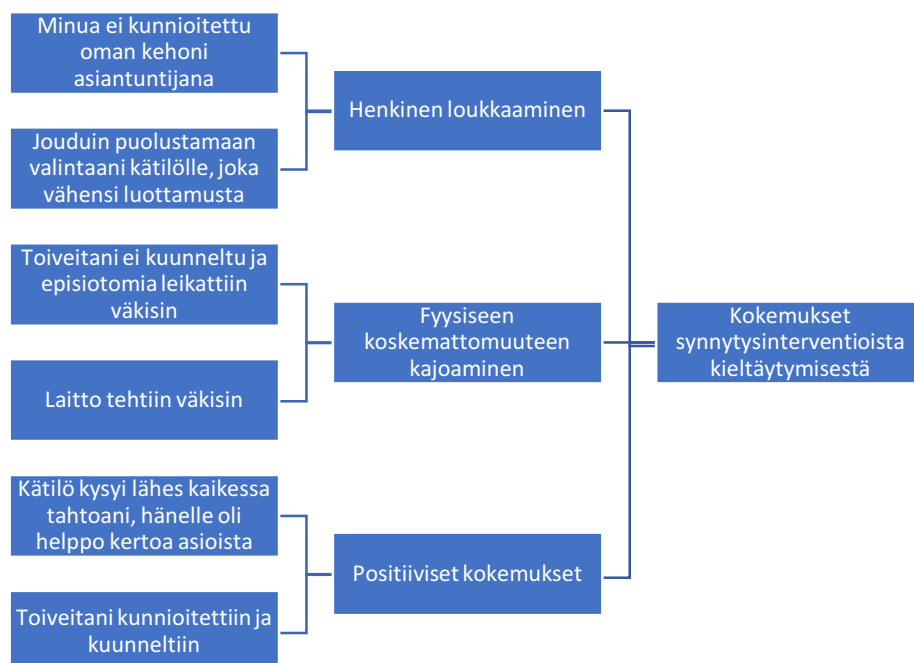 Minua ei kunnioitettu
oman kehoni
asiantuntijana
Henkinen loukkaaminen
Jouduin puolustamaan
valintaani kätilölle, joka
vähensi luottamusta
Toiveitani ei kuunneltu ja
episiotomia leikattiin
väkisin
Fyysiseen
koskemattomuuteen
kajoaminen
Kokemukset
synnytysinterventioista
kieltäytymisestä
Laitto tehtiin väkisin
Kätilö kysyi lähes kaikessa
tahtoani, hänelle oli
helppo kertoa asioista
Positiiviset kokemukset
Toiveitani kunnioitettiin ja
kuunneltiin